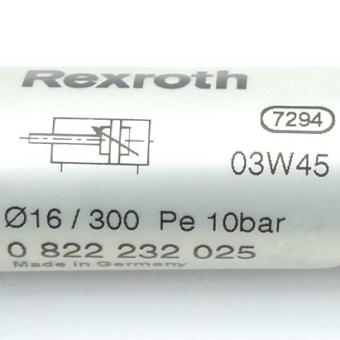 Rexroth
7294
03W45
Ø16 / 300 Pe 10bar
0 822 232 025
Made in Germany